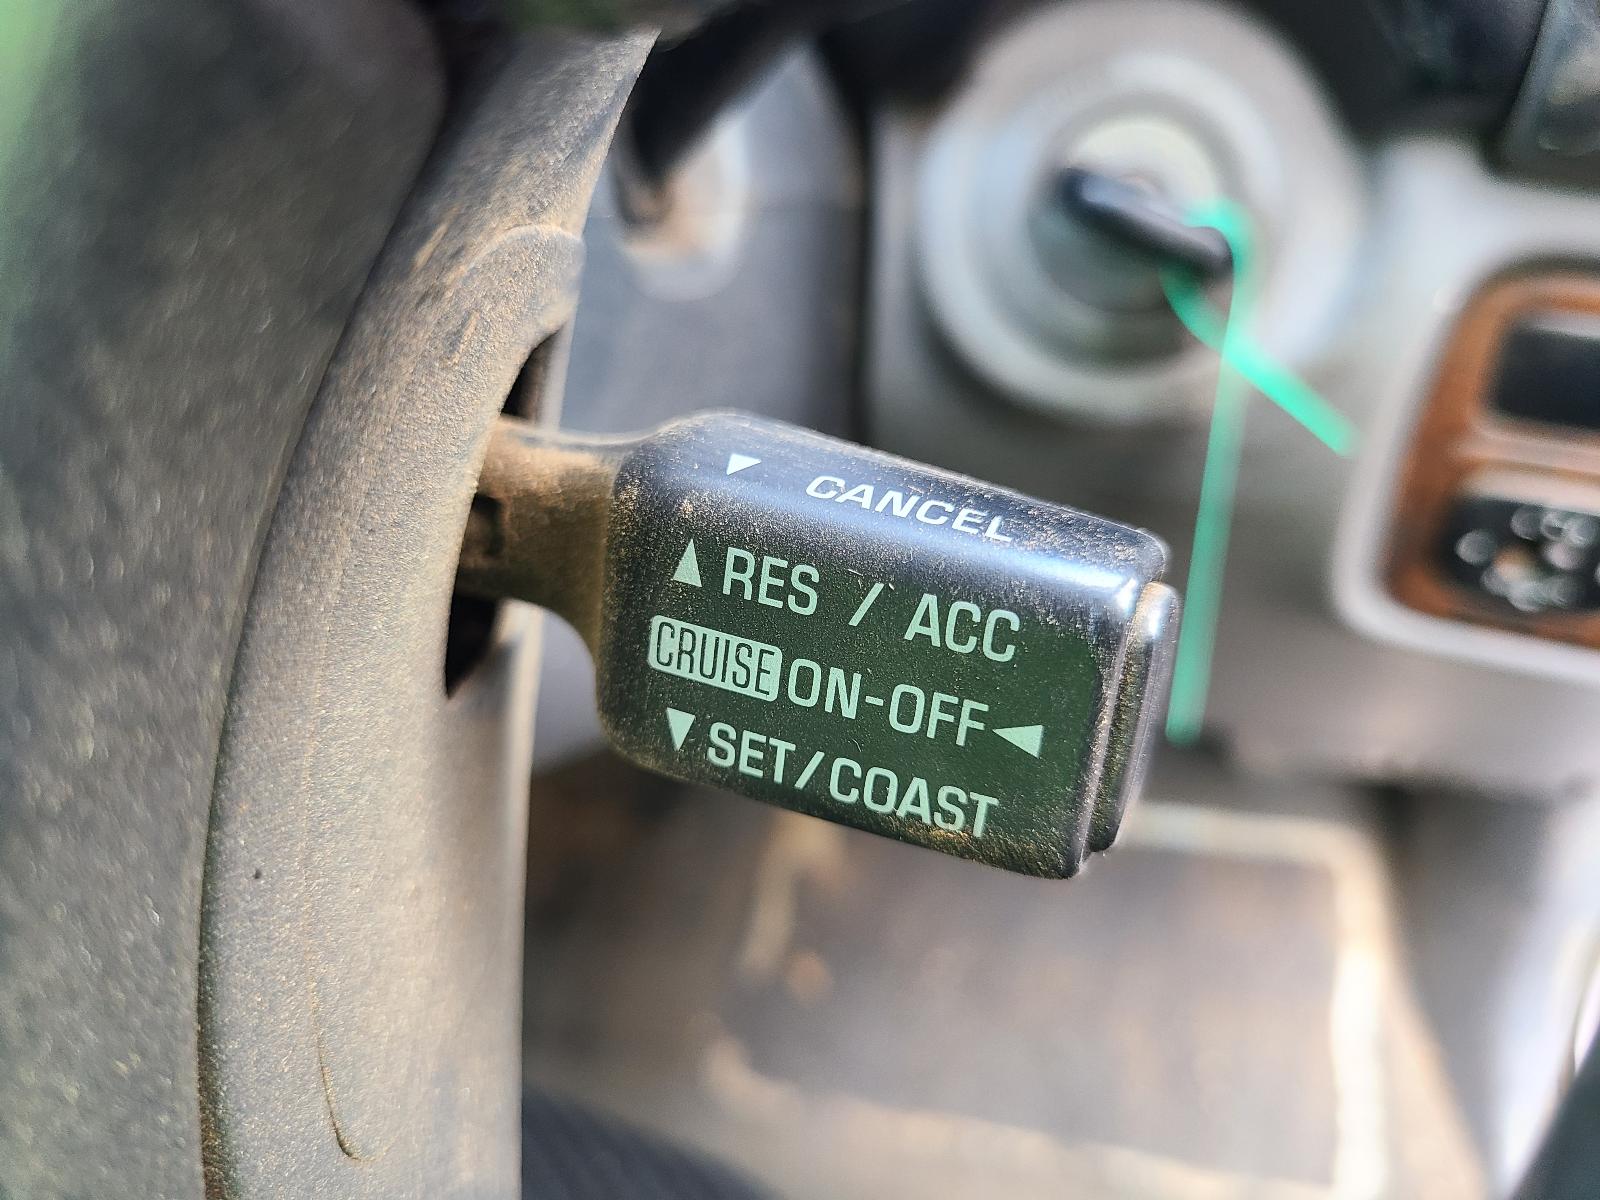 CANCEL
RES / ACC
CRUISE ON-OFF
SET/COAST